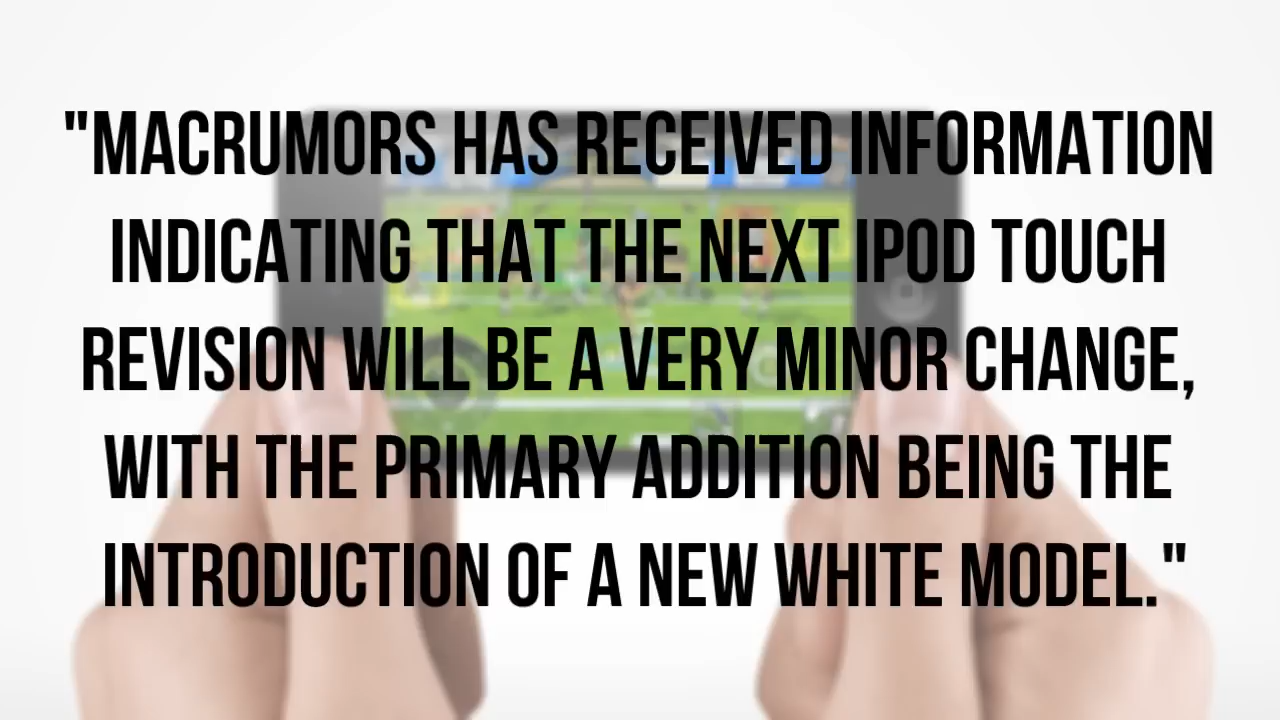 "MACRUMORS HAS RECEIVED INFORMATION
INDICATING THAT THE NEXT IPOD TOUCH
REVISION WILL BE A VERY MINOR CHANGE,
WITH THE PRIMARY ADDITION BEING THE
INTRODUCTION OF A NEW WHITE MODEL."